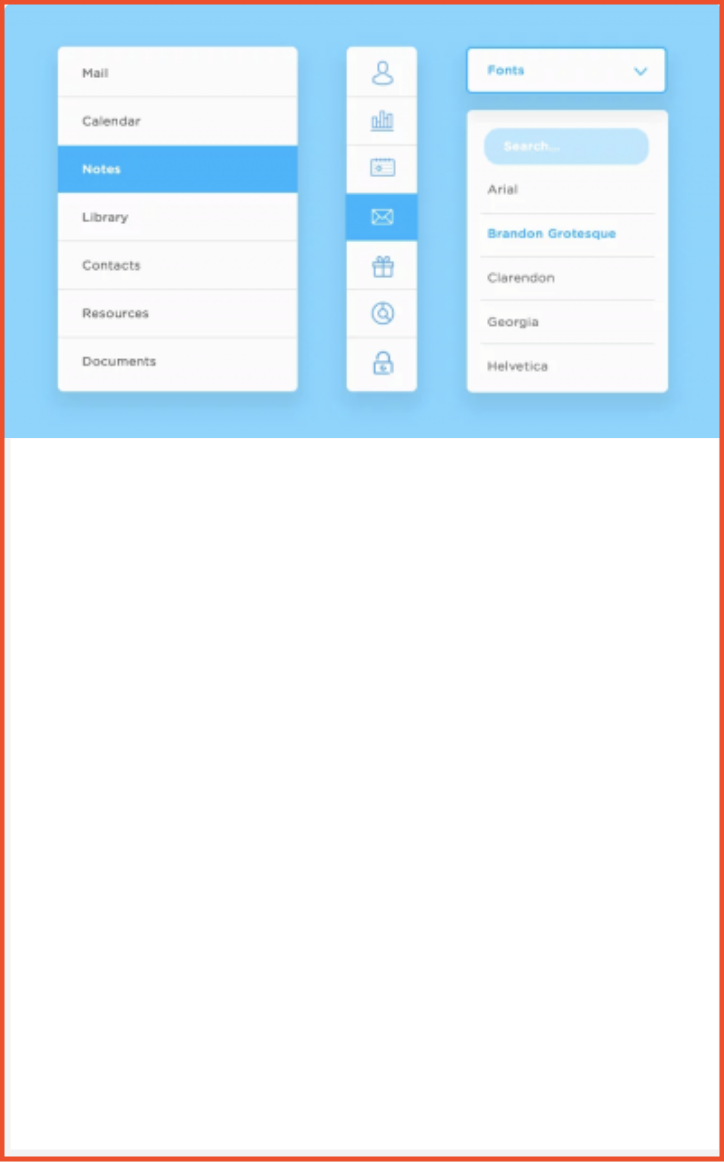 Mail
Calendar
Notes
Library
Contacts
Resources
Documents
Fonts
Search...
Arial
Brandon Grotesque
Clarendon
Georgia
Helvetica